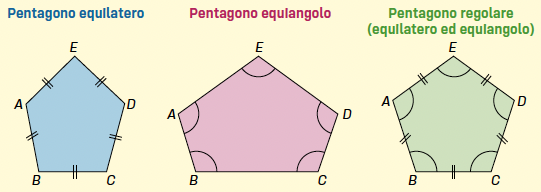 Pentagono equilatero
Pentagono equiangolo
Pentagono regolare
(equilatero ed equiangolo)
E
A
D
B
C
E
A
D
B
C
E
A
D
B
C